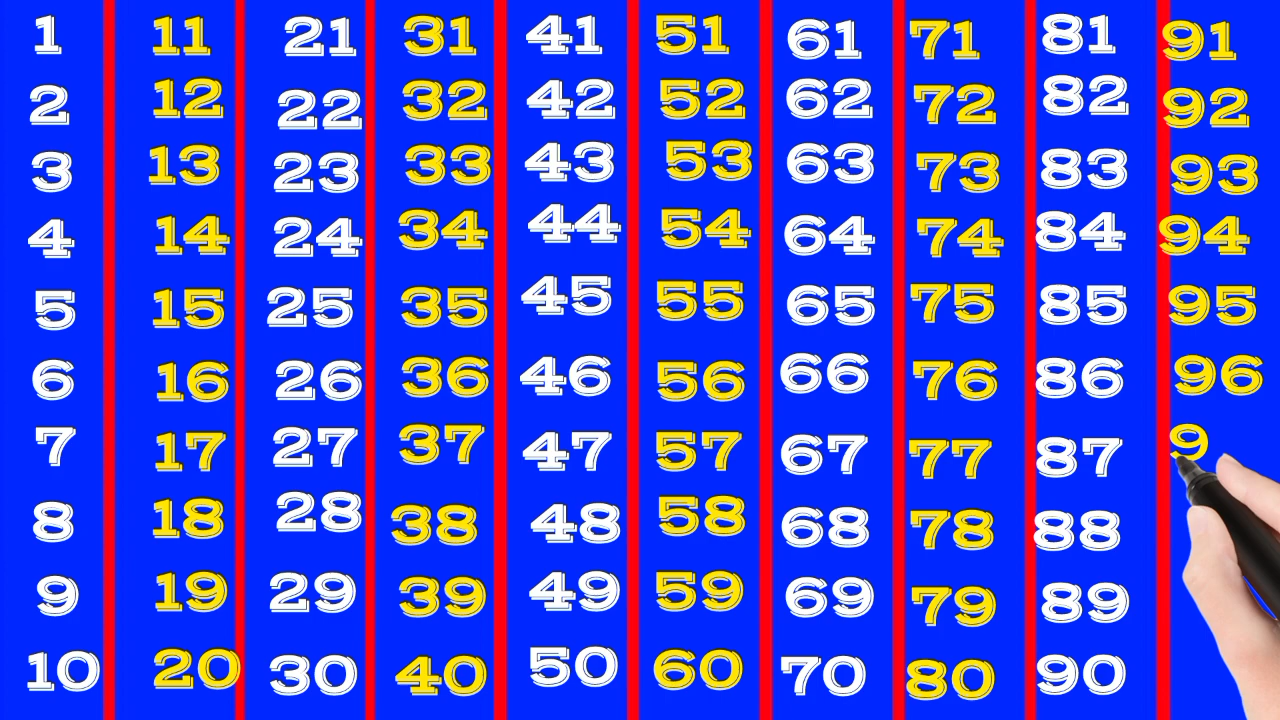 1 11 21 31 41 51 61 71 81 91
2 12 22 32 42 52 62 72 82 92
3 13 23 33 43 53 63 73 83 93
4 14 24 34 44 54 64 74 84 94
5 15 25 35 45 55 65 75 85 95
6 16 26 36 46 56 66 76 86 96
7 17 27 37 47 57 67 77 87 9
8 18 28 38 48 58 68 78 88
9 19 29 39 49 59 69 79 89
10 20 30 40 50 60 70 80 90